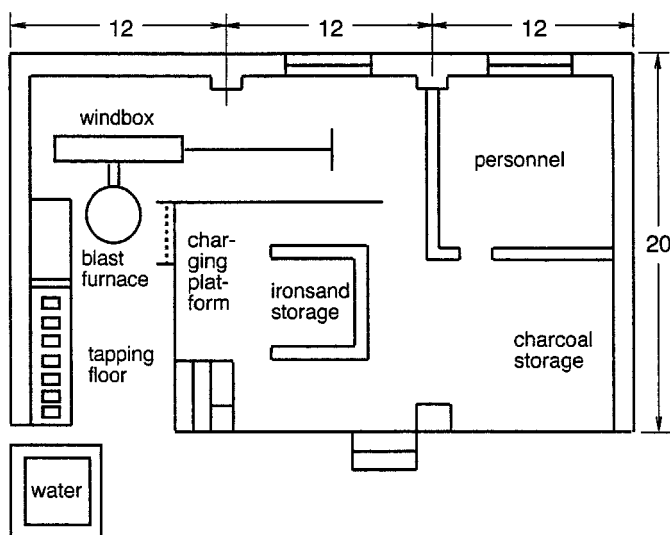 12
12
12
windbox
personnel
20
blast
furnace
char-
ging
plat-
form
ironsand
storage
charcoal
storage
tapping
floor
water